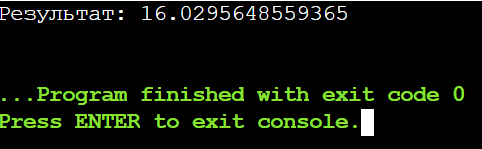 Результат: 16.0295648559365
...Program finished with exit code 0
Press ENTER to exit console.